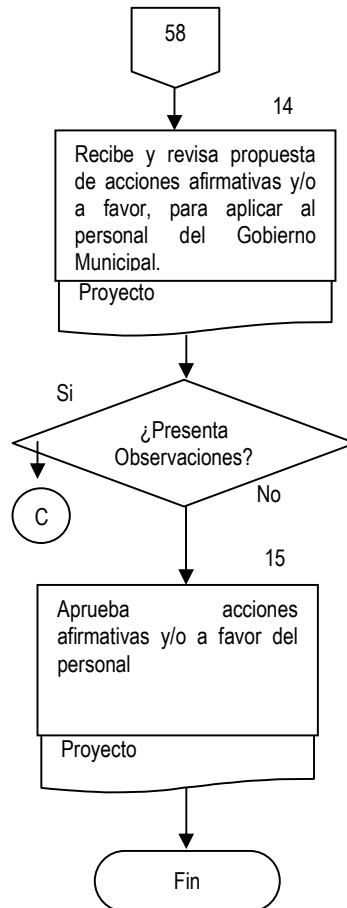 58
14
Recibe y revisa propuesta
de acciones afirmativas y/o
a favor, para aplicar al
personal del Gobierno
Municipal.
Proyecto
Si
¿Presenta
Observaciones?
C
No
15
Aprueba acciones
afirmativas y/o a favor del
personal
Proyecto
Fin